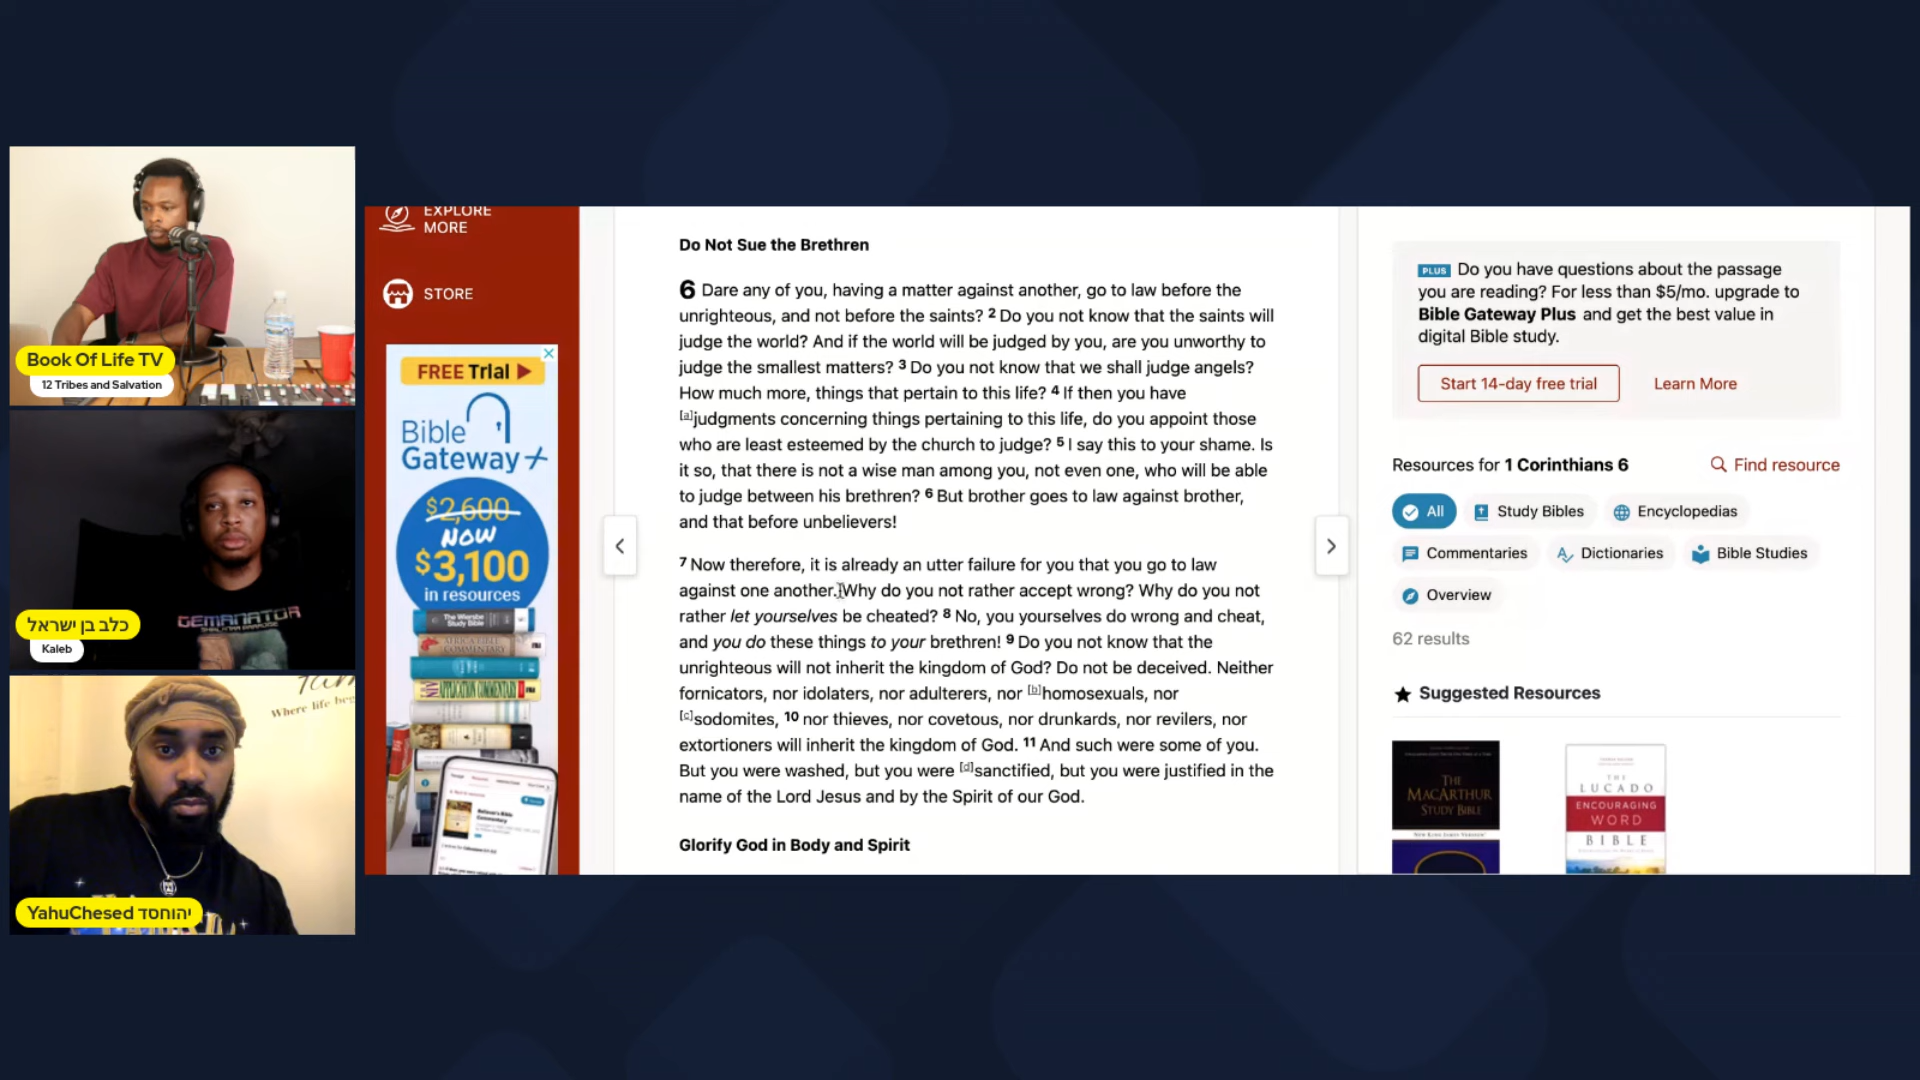 Book Of Life TV
12 Tribes and Salvation
GEMANATOR
כלב בן ישראל
Kaleb
Where life
YahuChesed יהוחסד
EXPLORE
MORE
STORE
FREE Trial
Bible
Gateway+
$2,600
NOW
$3,100
in resources
Do Not Sue the Brethren
6 Dare any of you, having a matter against another, go to law before the
unrighteous, and not before the saints? 2 Do you not know that the saints will
judge the world? And if the world will be judged by you, are you unworthy to
judge the smallest matters? 3 Do you not know that we shall judge angels?
How much more, things that pertain to this life? 4 If then you have
[a]judgments concerning things pertaining to this life, do you appoint those
who are least esteemed by the church to judge? 5 I say this to your shame. Is
it so, that there is not a wise man among you, not even one, who will be able
to judge between his brethren? 6 But brother goes to law against brother,
and that before unbelievers!
7 Now therefore, it is already an utter failure for you that you go to law
against one another. Why do you not rather accept wrong? Why do you not
rather let yourselves be cheated? 8 No, you yourselves do wrong and cheat,
and you do these things to your brethren! 9 Do you not know that the
unrighteous will not inherit the kingdom of God? Do not be deceived. Neither
fornicators, nor idolaters, nor adulterers, nor [b]homosexuals, nor
[c]sodomites, 10 nor thieves, nor covetous, nor drunkards, nor revilers, nor
extortioners will inherit the kingdom of God. 11 And such were some of you.
But you were washed, but you were [d]sanctified, but you were justified in the
name of the Lord Jesus and by the Spirit of our God.
Glorify God in Body and Spirit
PLUS Do you have questions about the passage
you are reading? For less than $5/mo. upgrade to
Bible Gateway Plus and get the best value in
digital Bible study.
Start 14-day free trial Learn More
Resources for 1 Corinthians 6 Find resource
All Study Bibles Encyclopedias
Commentaries Dictionaries Bible Studies
Overview
62 results
Suggested Resources
THE
MACARTHUR
STUDY BIBLE
NEW KING JAMES VERSION
THE
LUCADO
ENCOURAGING
WORD
BIBLE